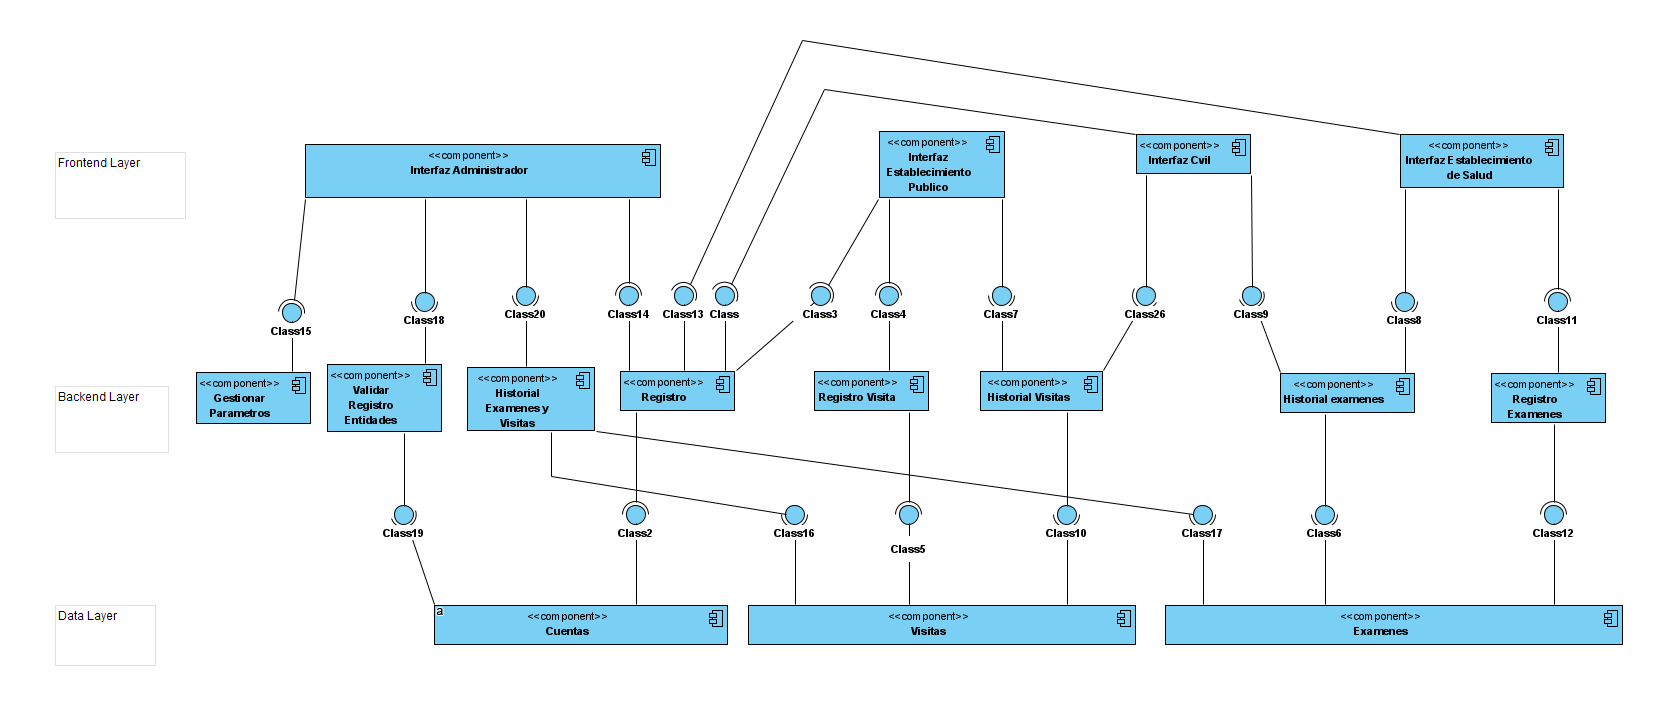 Frontend Layer
<<component>>
Interfaz Administrador
<<component>>
Interfaz
Establecimiento
Publico
<<component>>
Interfaz Cvil
<<component>>
Interfaz Establecimiento
de Salud
Class15
Class18
Class20
Class14
Class13
Class
Class3
Class4
Class7
Class26
Class9
Class8
Class11
Backend Layer
<<component>>
Gestionar
Parametros
<<component>>
Validar
Registro
Entidades
<<component>>
Historial
Examenes y
Visitas
<<component>>
Registro
<<component>>
Registro Visita
<<component>>
Historial Visitas
<<component>>
Historial examenes
<<component>>
Registro
Examenes
Class19
Class2
Class16
Class5
Class10
Class17
Class6
Class12
Data Layer
a
<<component>>
Cuentas
<<component>>
Visitas
<<component>>
Examenes